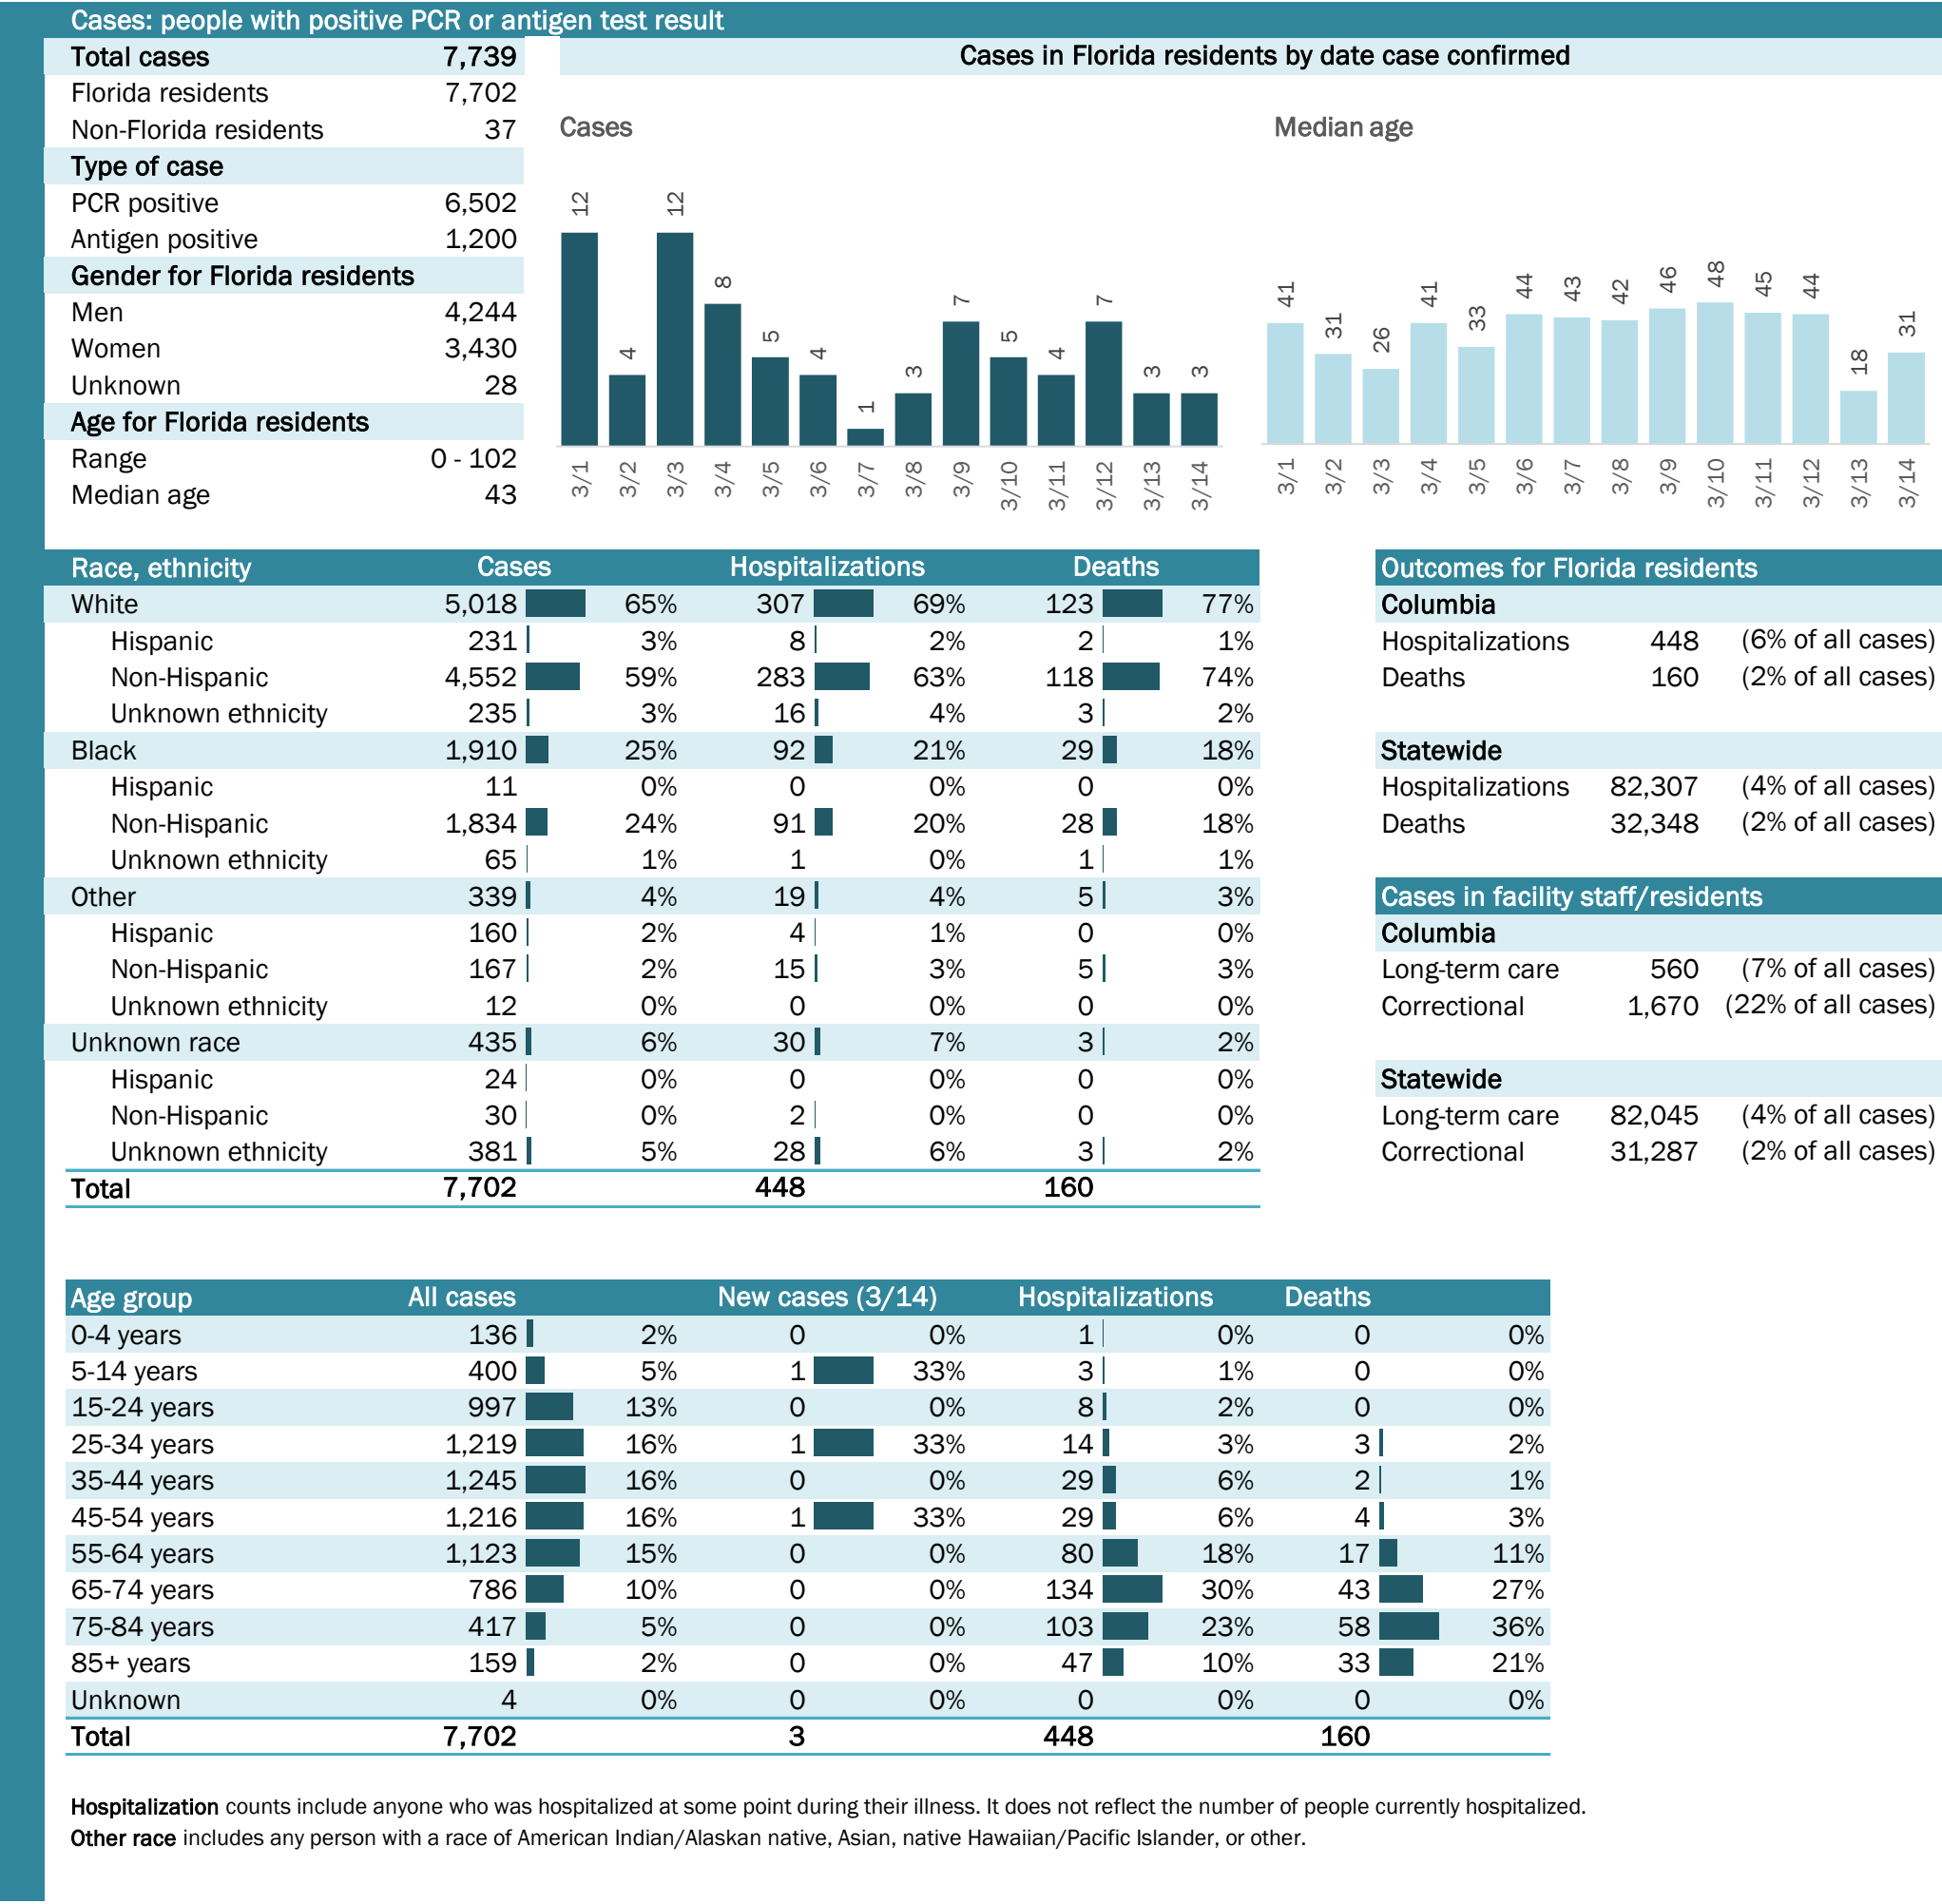 Cases: people with positive PCR or antigen test result
Total cases 7,739
Florida residents 7,702
Non-Florida residents 37
Type of case
PCR positive 6,502
Antigen positive 1,200
Gender for Florida residents
Men 4,244
Women 3,430
Unknown 28
Age for Florida residents
Range 0 - 102
Median age 43
Cases in Florida residents by date case confirmed
Cases
12 4 12 8 5 4 1 3 7 5 4 7 3 3
3/1 3/2 3/3 3/4 3/5 3/6 3/7 3/8 3/9 3/10 3/11 3/12 3/13 3/14
Median age
41 31 26 41 33 44 43 42 46 48 45 44 18 31
3/1 3/2 3/3 3/4 3/5 3/6 3/7 3/8 3/9 3/10 3/11 3/12 3/13 3/14
Race, ethnicity Cases Hospitalizations Deaths
White 5,018 65% 307 69% 123 77%
Hispanic 231 3% 8 2% 2 1%
Non-Hispanic 4,552 59% 283 63% 118 74%
Unknown ethnicity 235 3% 16 4% 3 2%
Black 1,910 25% 92 21% 29 18%
Hispanic 11 0% 0 0% 0 0%
Non-Hispanic 1,834 24% 91 20% 28 18%
Unknown ethnicity 65 1% 1 0% 1 1%
Other 339 4% 19 4% 5 3%
Hispanic 160 2% 4 1% 0 0%
Non-Hispanic 167 2% 15 3% 5 3%
Unknown ethnicity 12 0% 0 0% 0 0%
Unknown race 435 6% 30 7% 3 2%
Hispanic 24 0% 0 0% 0 0%
Non-Hispanic 30 0% 2 0% 0 0%
Unknown ethnicity 381 5% 28 6% 3 2%
Total 7,702 448 160
Outcomes for Florida residents
Columbia
Hospitalizations 448 (6% of all cases)
Deaths 160 (2% of all cases)
Statewide
Hospitalizations 82,307 (4% of all cases)
Deaths 32,348 (2% of all cases)
Cases in facility staff/residents
Columbia
Long-term care 560 (7% of all cases)
Correctional 1,670 (22% of all cases)
Statewide
Long-term care 82,045 (4% of all cases)
Correctional 31,287 (2% of all cases)
Age group All cases New cases (3/14) Hospitalizations Deaths
0-4 years 136 2% 0 0% 1 0% 0 0%
5-14 years 400 5% 1 33% 3 1% 0 0%
15-24 years 997 13% 0 0% 8 2% 0 0%
25-34 years 1,219 16% 1 33% 14 3% 3 2%
35-44 years 1,245 16% 0 0% 29 6% 2 1%
45-54 years 1,216 16% 1 33% 29 6% 4 3%
55-64 years 1,123 15% 0 0% 80 18% 17 11%
65-74 years 786 10% 0 0% 134 30% 43 27%
75-84 years 417 5% 0 0% 103 23% 58 36%
85+ years 159 2% 0 0% 47 10% 33 21%
Unknown 4 0% 0 0% 0 0% 0 0%
Total 7,702 3 448 160
Hospitalization counts include anyone who was hospitalized at some point during their illness. It does not reflect the number of people currently hospitalized.
Other race includes any person with a race of American Indian/Alaskan native, Asian, native Hawaiian/Pacific Islander, or other.